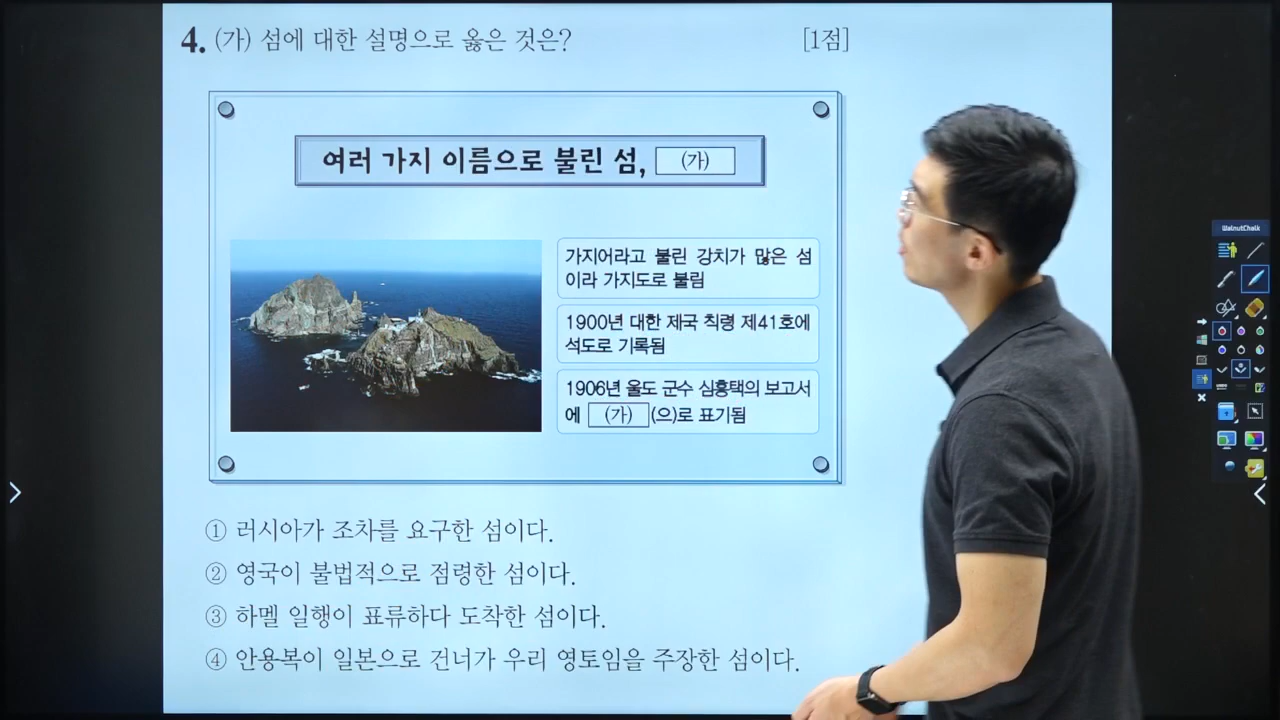 4. (가) 섬에 대한 설명으로 옳은 것은? [1점]
여러 가지 이름으로 불린 섬, (가)
가지어라고 불린 강치가 많은 섬
이라 가지도로 불림
1900년 대한 제국 칙령 제41호에
석도로 기록됨
1906년 울도 군수 심흥택의 보고서
에 (가) (으)로 표기됨
① 러시아가 조차를 요구한 섬이다.
② 영국이 불법적으로 점령한 섬이다.
③ 하멜 일행이 표류하다 도착한 섬이다.
④ 안용복이 일본으로 건너가 우리 영토임을 주장한 섬이다.
WalnutChalk